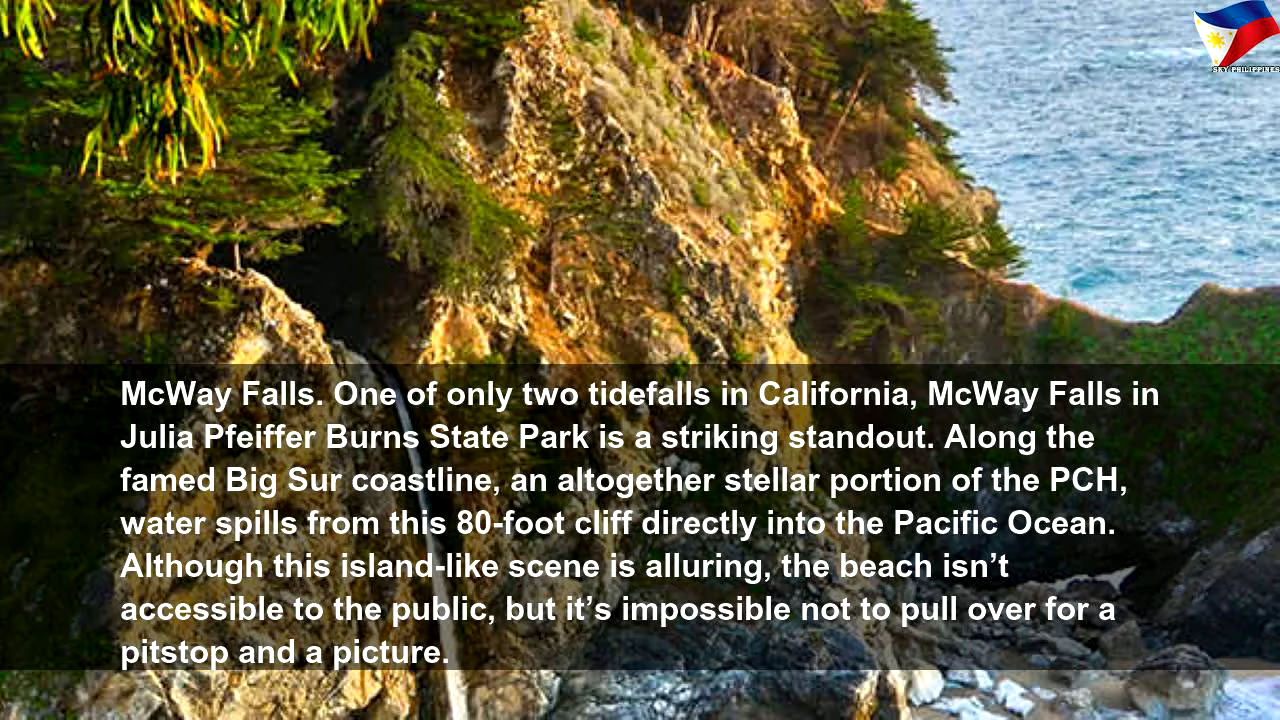 SKY PHILIPPINES
McWay Falls. One of only two tidefalls in California, McWay Falls in
Julia Pfeiffer Burns State Park is a striking standout. Along the
famed Big Sur coastline, an altogether stellar portion of the PCH,
water spills from this 80-foot cliff directly into the Pacific Ocean.
Although this island-like scene is alluring, the beach isn’t
accessible to the public, but it’s impossible not to pull over for a
pitstop and a picture.